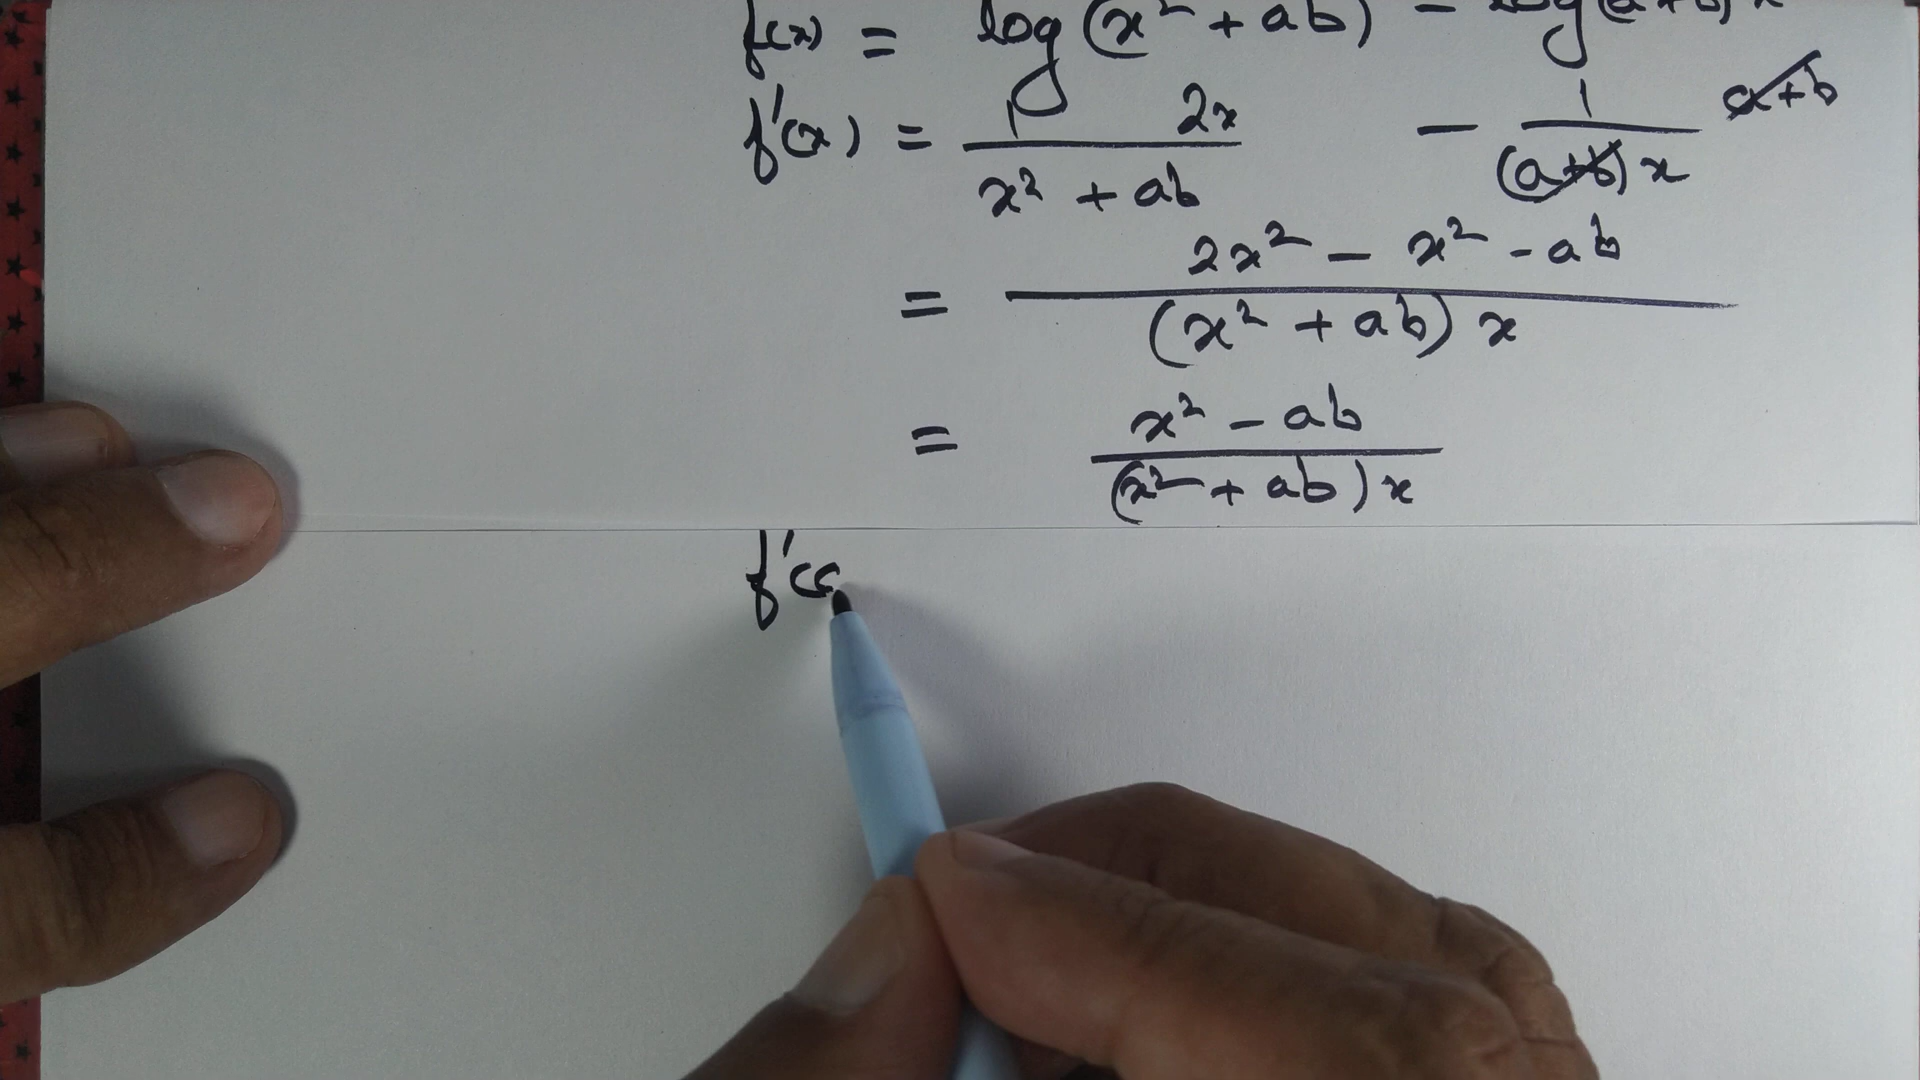 f(x) = log(x² + ab) - log(a+b)x
f'(x) = 1 2x / x² + ab - 1 / (a+b)x a+b
= 2x² - x² - ab / (x² + ab) x
= x² - ab / (x² + ab) x
f'(c